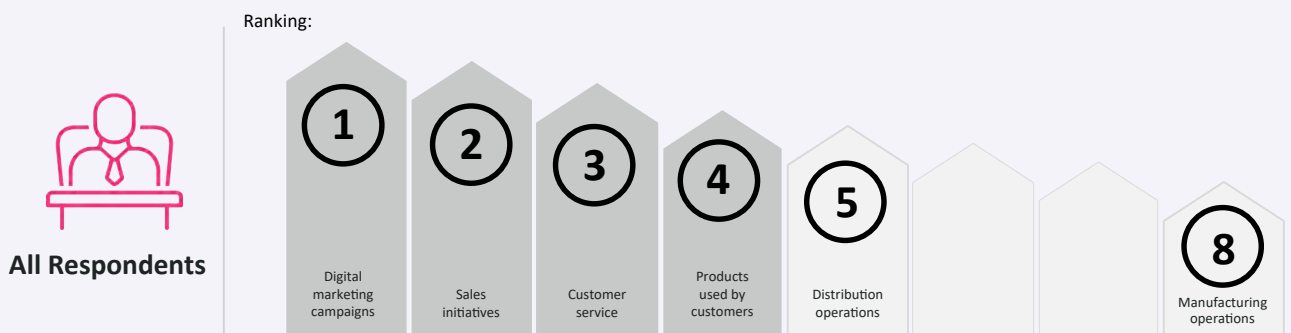 Ranking:
1
2
3
4
5
8
Digital
marketing
campaigns
Sales
initiatives
Customer
service
Products
used by
customers
Distribution
operations
Manufacturing
operations
All Respondents